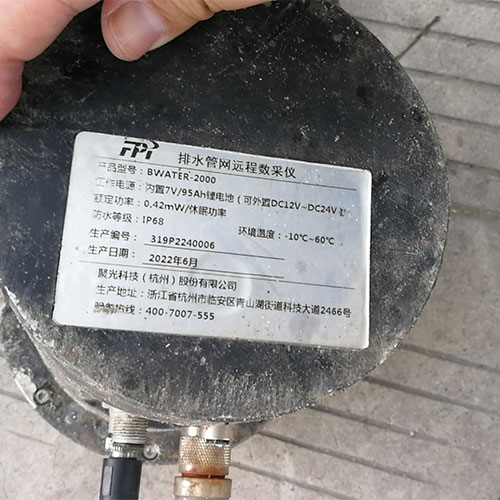 FPI 排水管网远程数采仪
产品型号：BWATER-2000
工作电源：内置7V/95Ah锂电池（可外置DC12V~DC24V）
额定功率：0.42mW/休眠功率
防水等级：IP68 环境温度：-10℃~60℃
生产编号：319P2240006
生产日期：2022年6月
聚光科技（杭州）股份有限公司
生产地址：浙江省杭州市临安区青山湖街道科技大道2466号
服务热线：400-7007-555